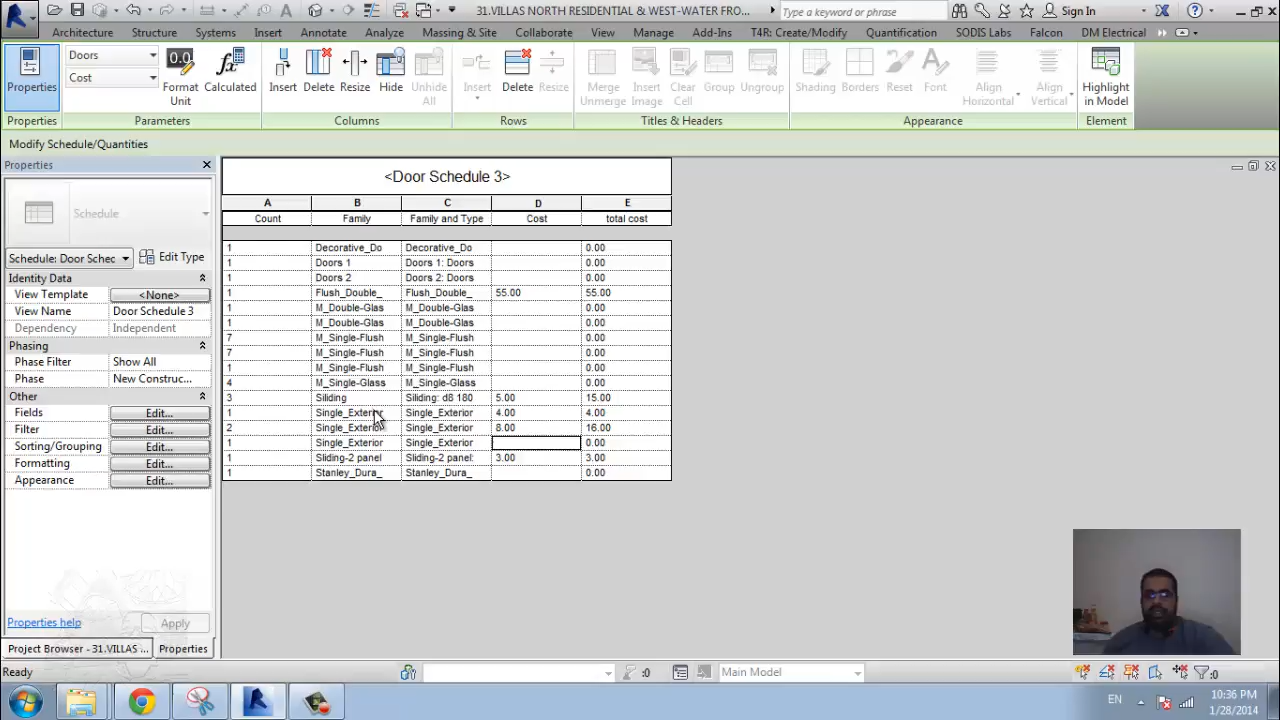 31.VILLAS NORTH RESIDENTIAL & WEST-WATER FRO...
Type a keyword or phrase
Sign In
Architecture Structure Systems Insert Annotate Analyze Massing & Site Collaborate View Manage Add-Ins T4R: Create/Modify Quantification SODIS Labs Falcon DM Electrical
Properties
Doors
Cost
0.0
Format Unit
Calculated
Insert Delete Resize Hide Unhide All
Insert Delete Resize
Merge Unmerge Insert Image Clear Cell Group Ungroup
Shading Borders Reset Font Align Horizontal Align Vertical
Highlight in Model
Properties Parameters Columns Rows Titles & Headers Appearance Element
Modify Schedule/Quantities
Properties
Schedule
Schedule: Door Schec
Edit Type
Identity Data
View Template <None>
View Name Door Schedule 3
Dependency Independent
Phasing
Phase Filter Show All
Phase New Construc...
Other
Fields Edit...
Filter Edit...
Sorting/Grouping Edit...
Formatting Edit...
Appearance Edit...
Properties help
Apply
Project Browser - 31.VILLAS ... Properties
<Door Schedule 3>
A B C D E
Count Family Family and Type Cost total cost
1 Decorative_Do Decorative_Do 0.00
1 Doors 1 Doors 1: Doors 0.00
1 Doors 2 Doors 2: Doors 0.00
1 Flush_Double_ Flush_Double_ 55.00 55.00
1 M_Double-Glas M_Double-Glas 0.00
1 M_Double-Glas M_Double-Glas 0.00
7 M_Single-Flush M_Single-Flush 0.00
7 M_Single-Flush M_Single-Flush 0.00
1 M_Single-Flush M_Single-Flush 0.00
4 M_Single-Glass M_Single-Glass 0.00
3 Siliding Siliding: d8 180 5.00 15.00
1 Single_Exterior Single_Exterior 4.00 4.00
2 Single_Exterior Single_Exterior 8.00 16.00
1 Single_Exterior Single_Exterior 0.00
1 Sliding-2 panel Sliding-2 panel: 3.00 3.00
1 Stanley_Dura_ Stanley_Dura_ 0.00
Ready
:0
Main Model
:0
EN
10:36 PM
1/28/2014